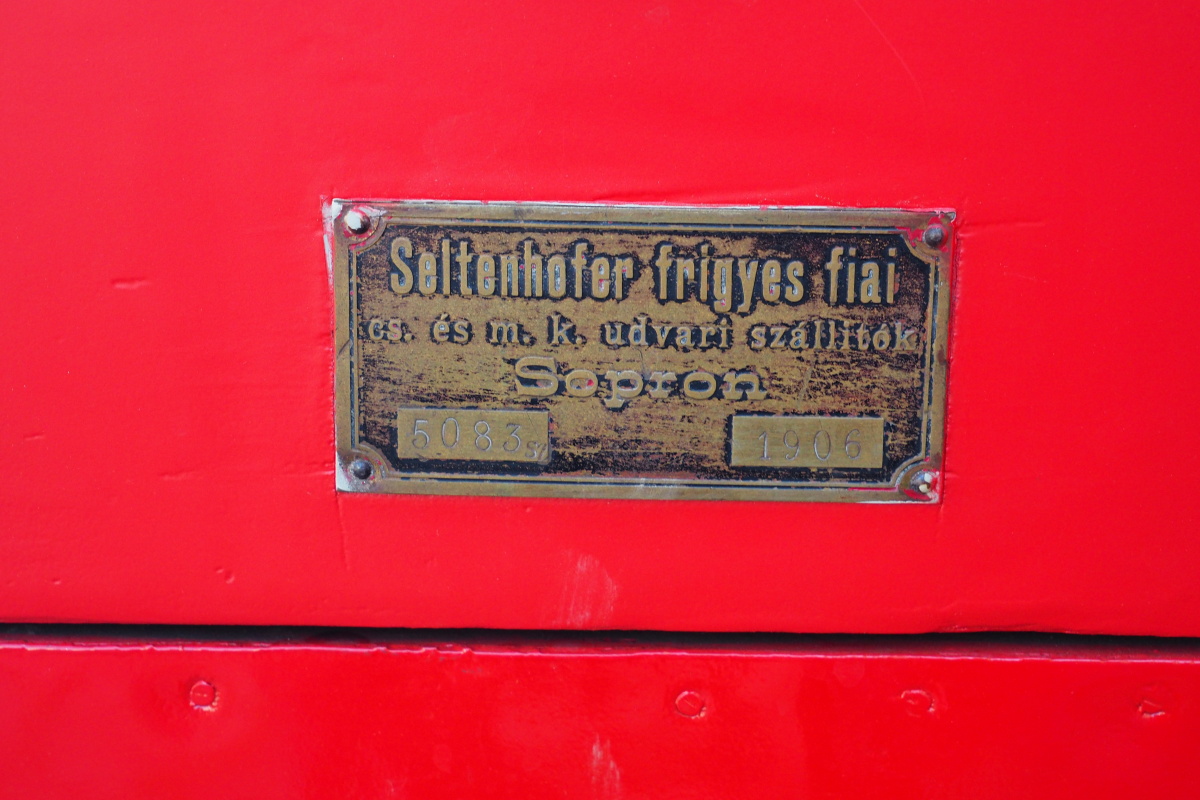 Seltenhofer frigyes fiai
cs. és m. k. udvari szállitók
Sopron
5083 1906